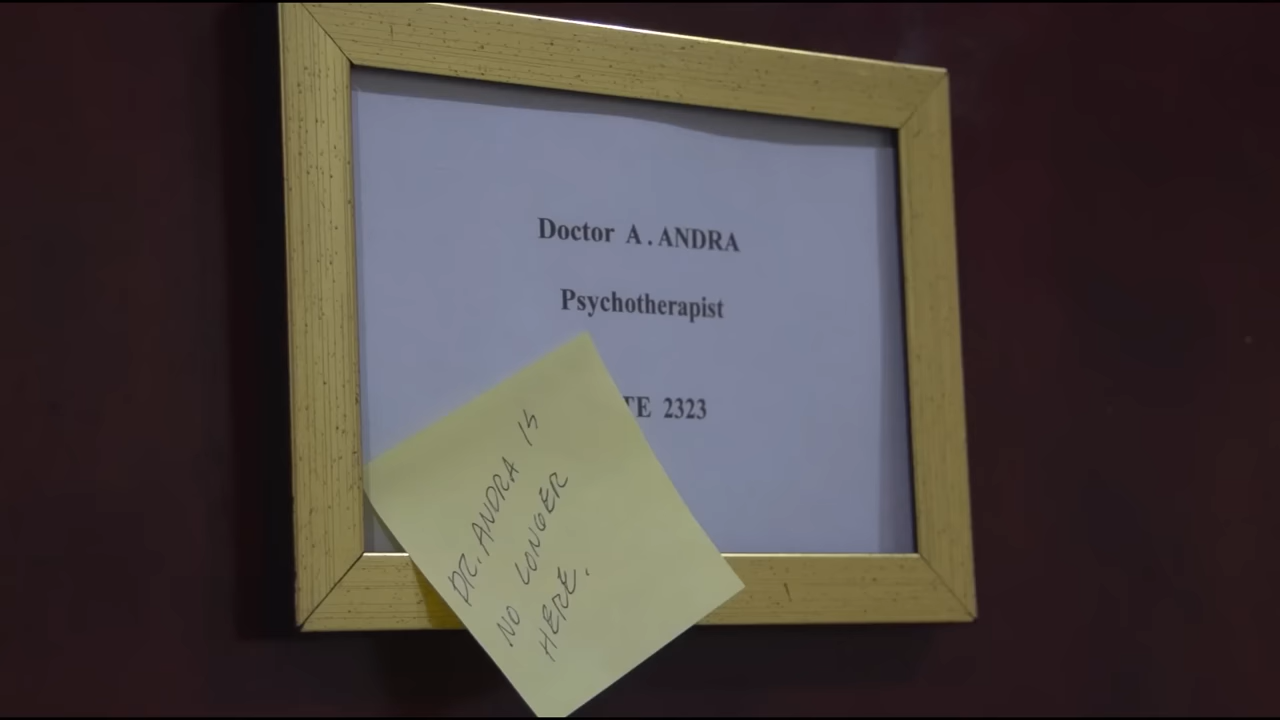 Doctor A. ANDRA
Psychotherapist
TE 2323
DR. ANDRA IS
NO LONGER
HERE.